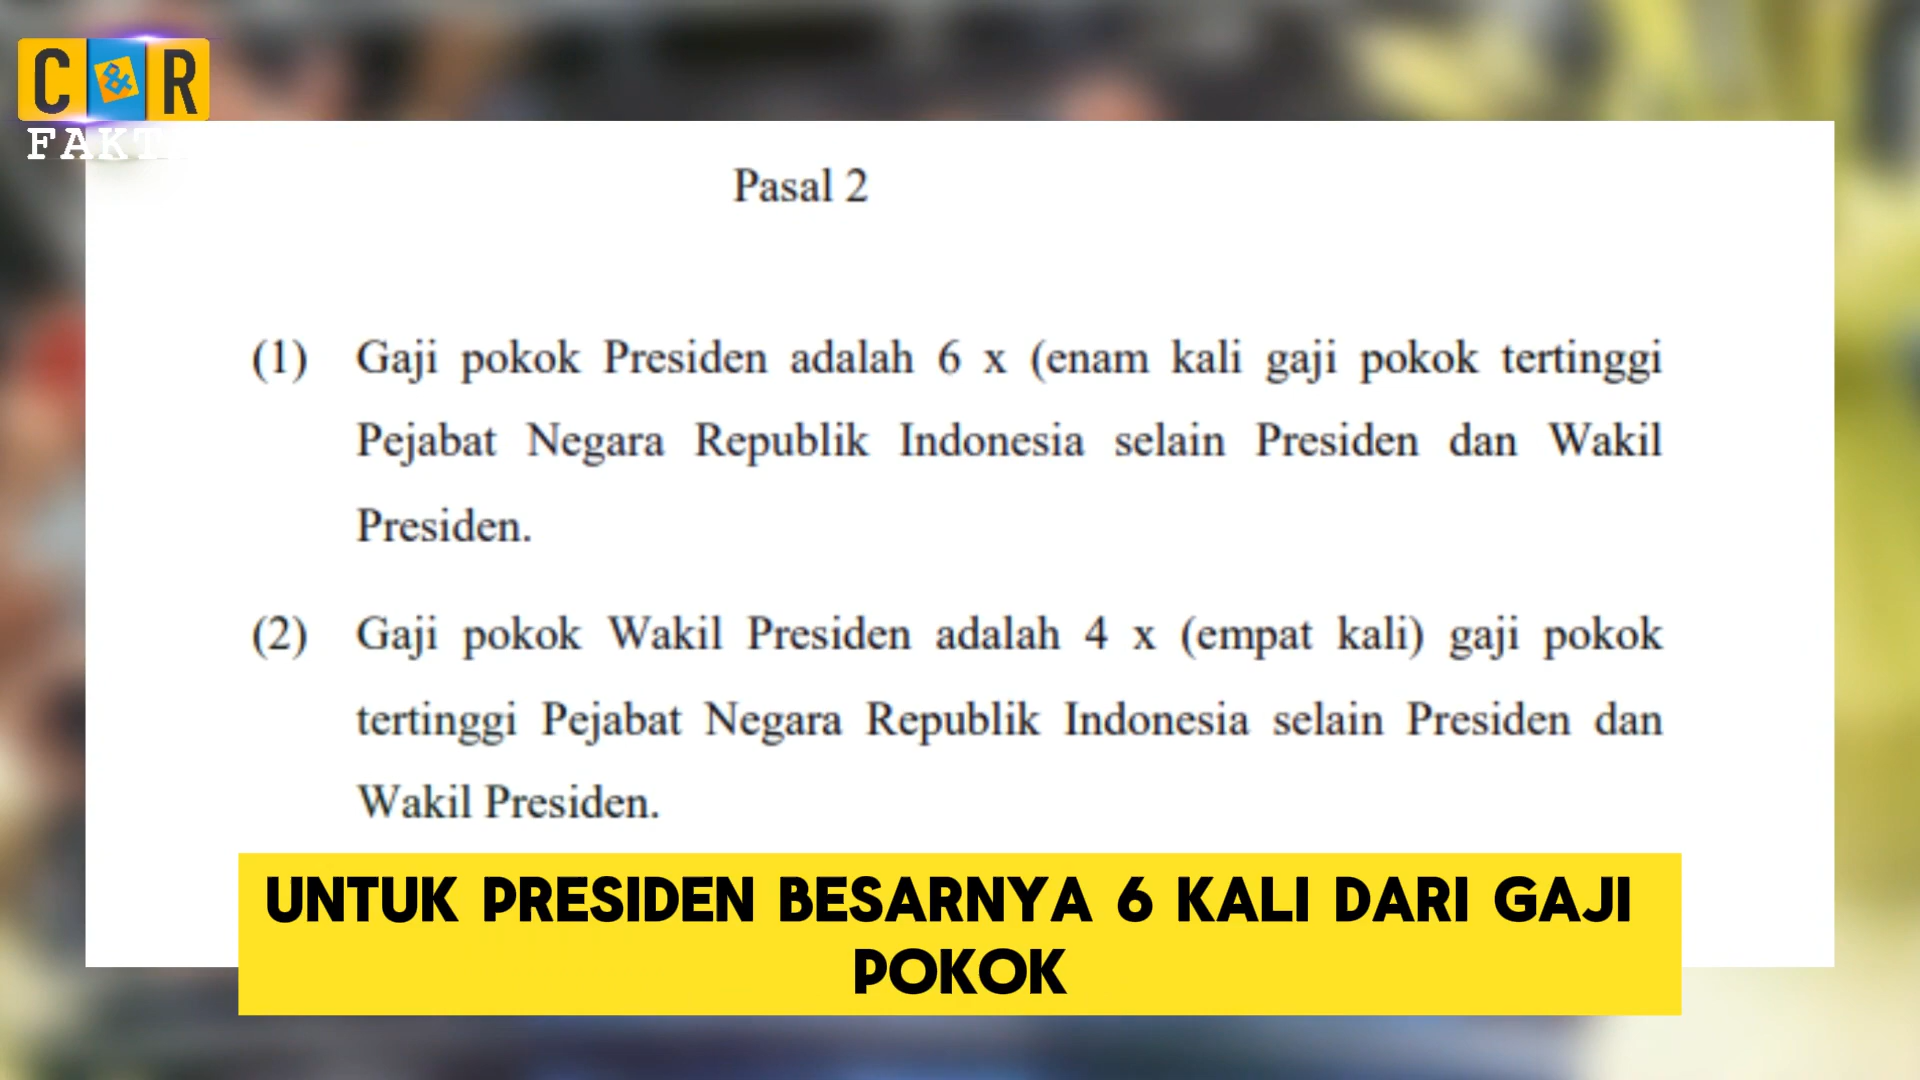 C & R
FAKT
Pasal 2
(1) Gaji pokok Presiden adalah 6 x (enam kali gaji pokok tertinggi
Pejabat Negara Republik Indonesia selain Presiden dan Wakil
Presiden.
(2) Gaji pokok Wakil Presiden adalah 4 x (empat kali) gaji pokok
tertinggi Pejabat Negara Republik Indonesia selain Presiden dan
Wakil Presiden.
UNTUK PRESIDEN BESARNYA 6 KALI DARI GAJI
POKOK